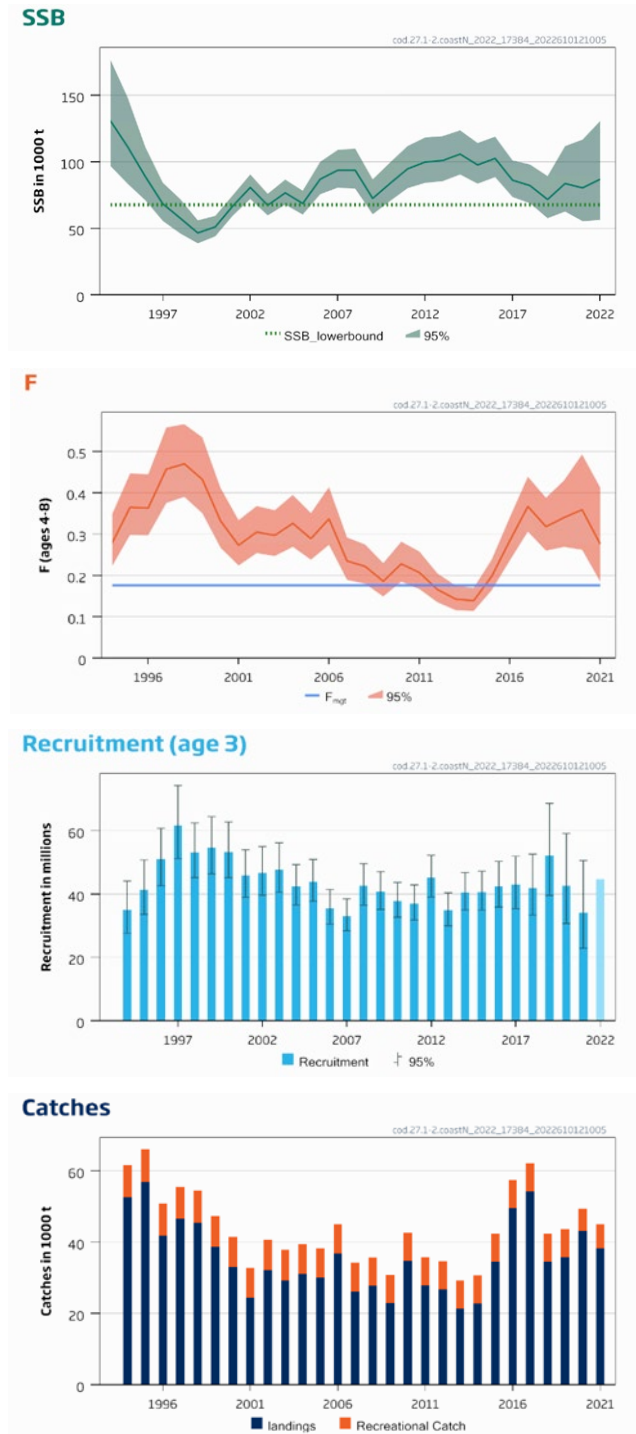 SSB
cod.27.1-2.coastN_2022_17384_2022610121005
SSB in 1000 t
150
100
50
0
1997 2002 2007 2012 2017 2022
SSB_lowerbound 95%
F
cod.27.1-2.coastN_2022_17384_2022610121005
F (ages 4-8)
0.5
0.4
0.3
0.2
0.1
0
1996 2001 2006 2011 2016 2021
Fmgt 95%
Recruitment (age 3)
cod.27.1-2.coastN_2022_17384_2022610121005
Recruitment in millions
60
40
20
0
1997 2002 2007 2012 2017 2022
Recruitment 95%
Catches
cod.27.1-2.coastN_2022_17384_2022610121005
Catches in 1000 t
60
40
20
0
1996 2001 2006 2011 2016 2021
landings Recreational Catch